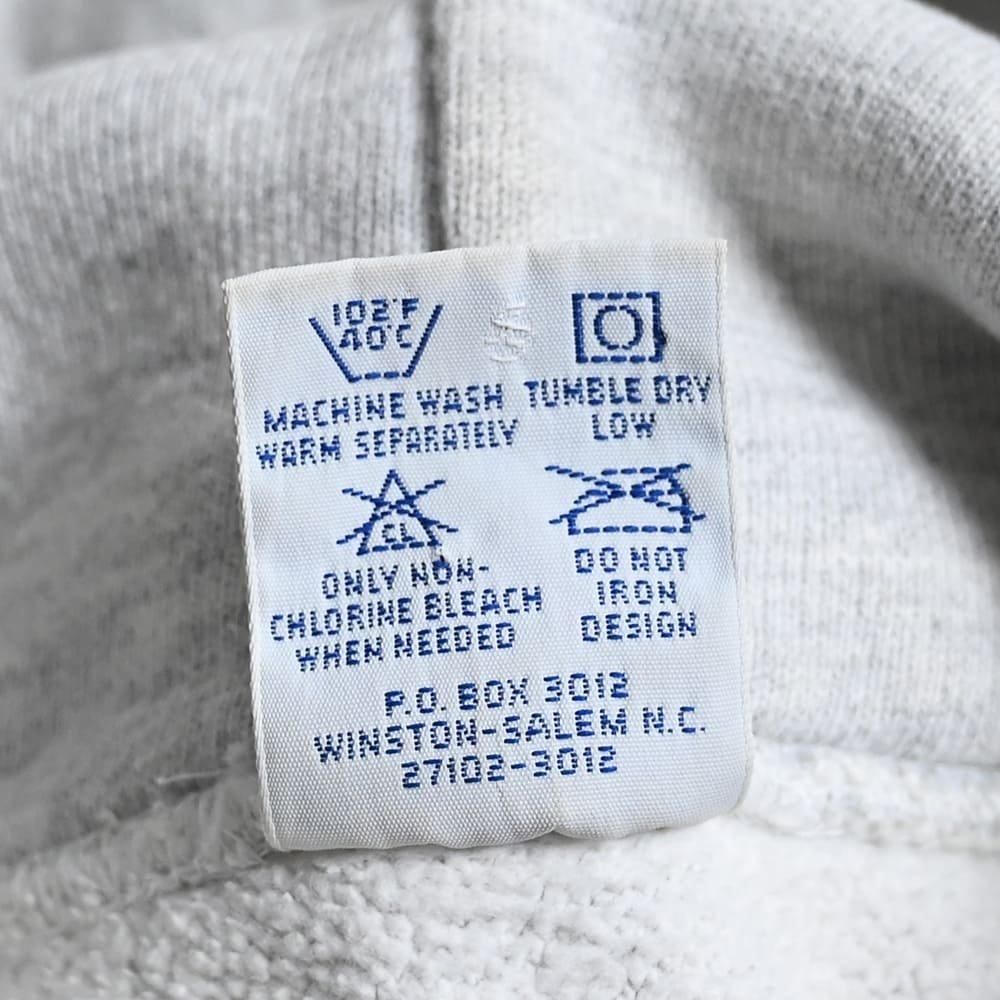 102°F
40°C
MACHINE WASH
WARM SEPARATELY
TUMBLE DRY
LOW
CL
ONLY NON-
CHLORINE BLEACH
WHEN NEEDED
DO NOT
IRON
DESIGN
P.O. BOX 3012
WINSTON-SALEM N.C.
27102-3012